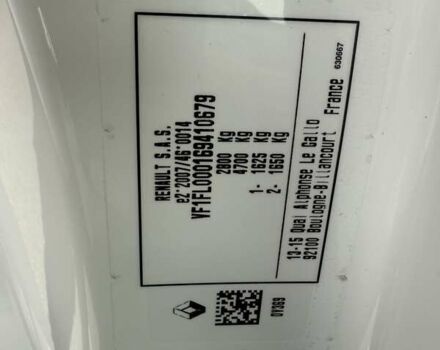 RENAULT S.A.S.
e2*2007/46*0014
VF1FL000169410679
2800 Kg
4700 Kg
1- 1625 Kg
2- 1650 Kg
13-15 Quai Alphonse Le Gallo
92100 Boulogne-Billancourt France
630667
0Y369